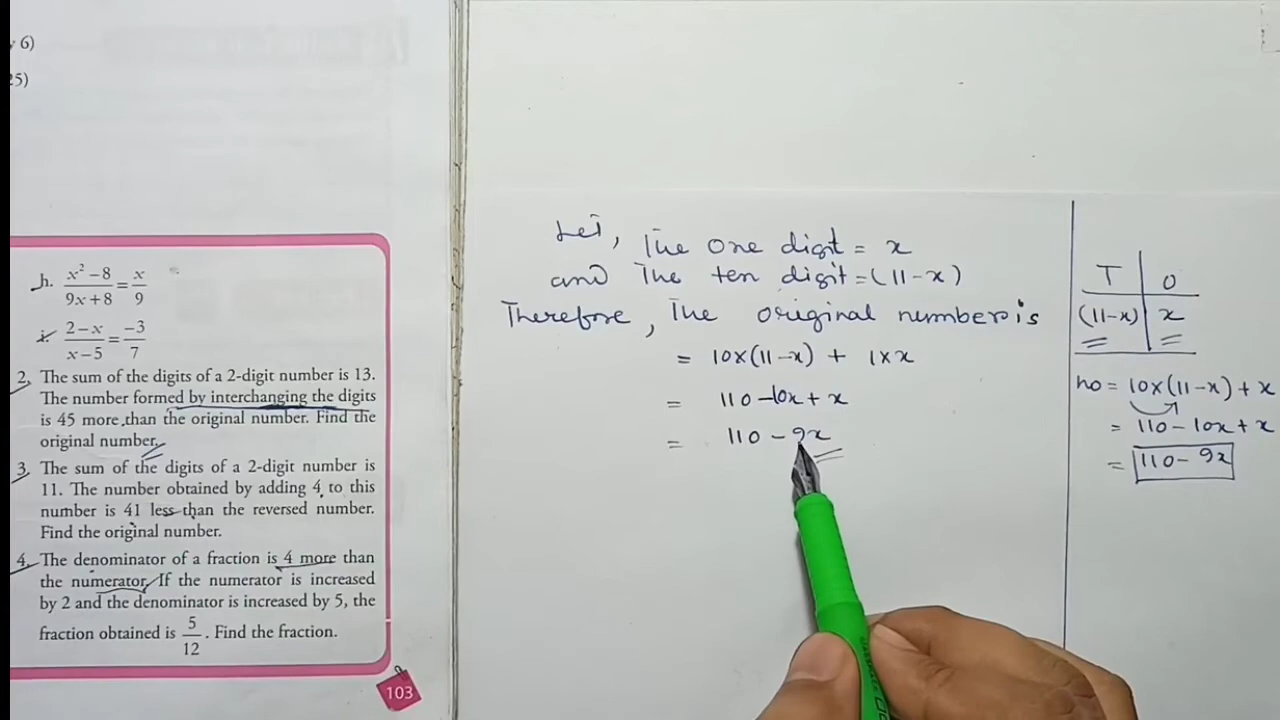 6)
25)
h. x² – 8 / 9x + 8 = x / 9
i. 2 – x / x – 5 = –3 / 7
2. The sum of the digits of a 2-digit number is 13.
The number formed by interchanging the digits
is 45 more than the original number. Find the
original number.
3. The sum of the digits of a 2-digit number is
11. The number obtained by adding 4 to this
number is 41 less than the reversed number.
Find the original number.
4. The denominator of a fraction is 4 more than
the numerator. If the numerator is increased
by 2 and the denominator is increased by 5, the
fraction obtained is 5/12. Find the fraction.
103
Let, The one digit = x
and The ten digit = (11-x)
Therefore, The original number is
= 10×(11-x) + 1×x
= 110-10x+x
= 110-9x
T O
(11-x) x
no = 10×(11-x)+x
= 110-10x+x
= 110-9x